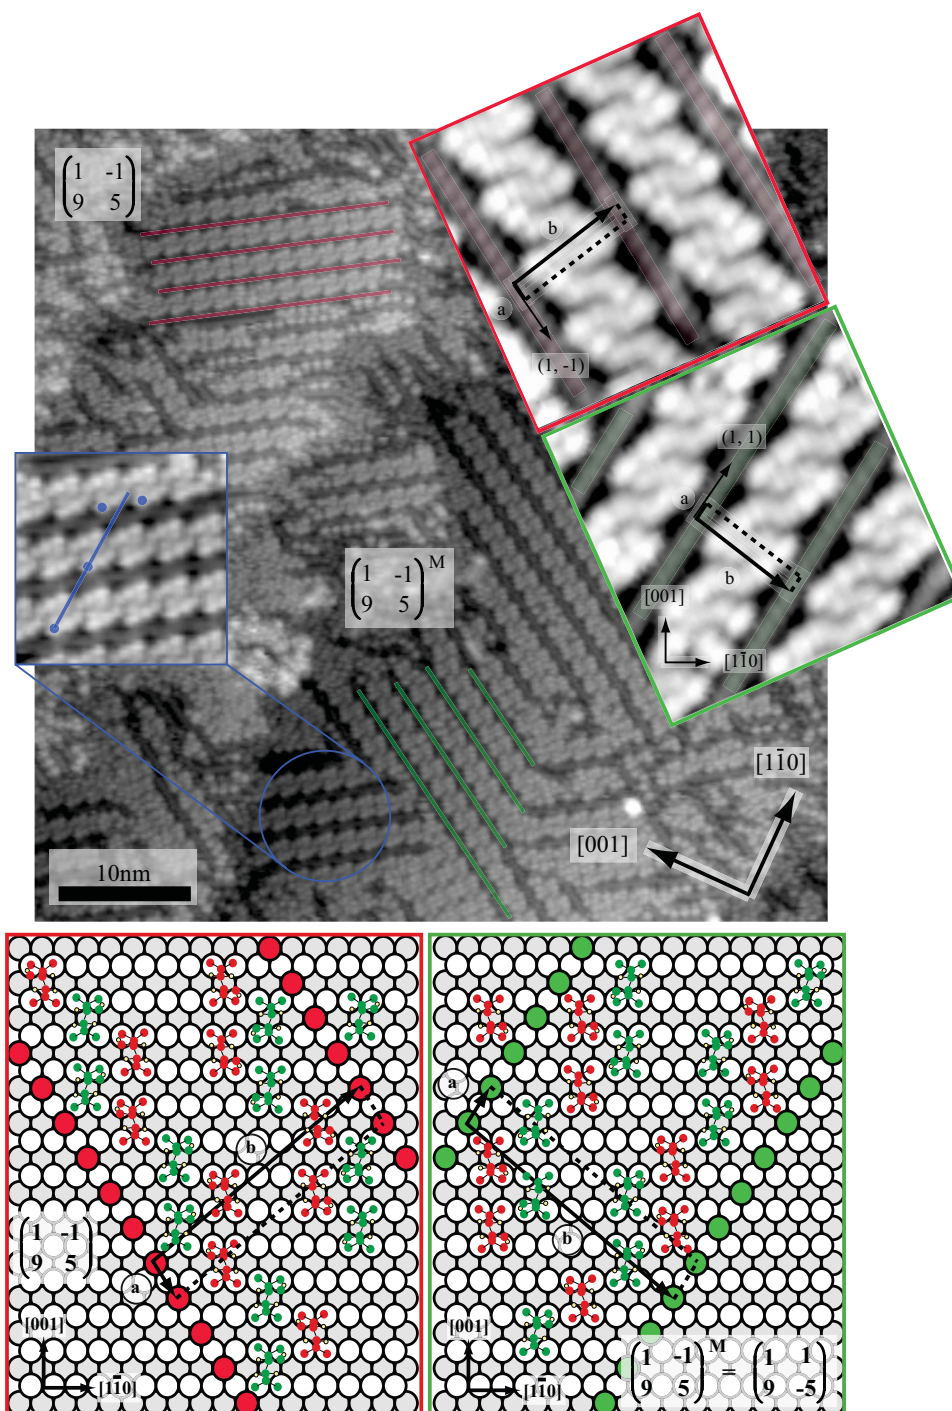 (1 -1
9 5)
b
a
(1, -1)
(1, 1)
a
b
[001]
[11̄0]
(1 -1
9 5)M
[11̄0]
[001]
10nm
a
b
b
(1 -1
9 5)
a
[001]
[11̄0]
[001]
[11̄0]
(1 -1
9 5)M = (1 1
9 -5)